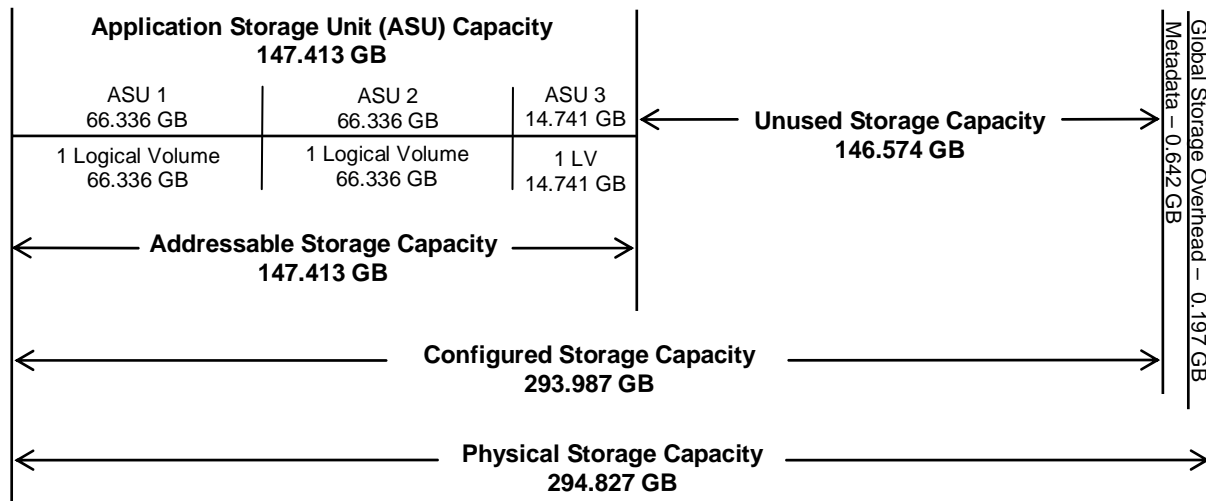 Application Storage Unit (ASU) Capacity
147.413 GB
ASU 1
66.336 GB
ASU 2
66.336 GB
ASU 3
14.741 GB
1 Logical Volume
66.336 GB
1 Logical Volume
66.336 GB
1 LV
14.741 GB
Unused Storage Capacity
146.574 GB
Metadata – 0.642 GB
Global Storage Overhead – 0.197 GB
Addressable Storage Capacity
147.413 GB
Configured Storage Capacity
293.987 GB
Physical Storage Capacity
294.827 GB